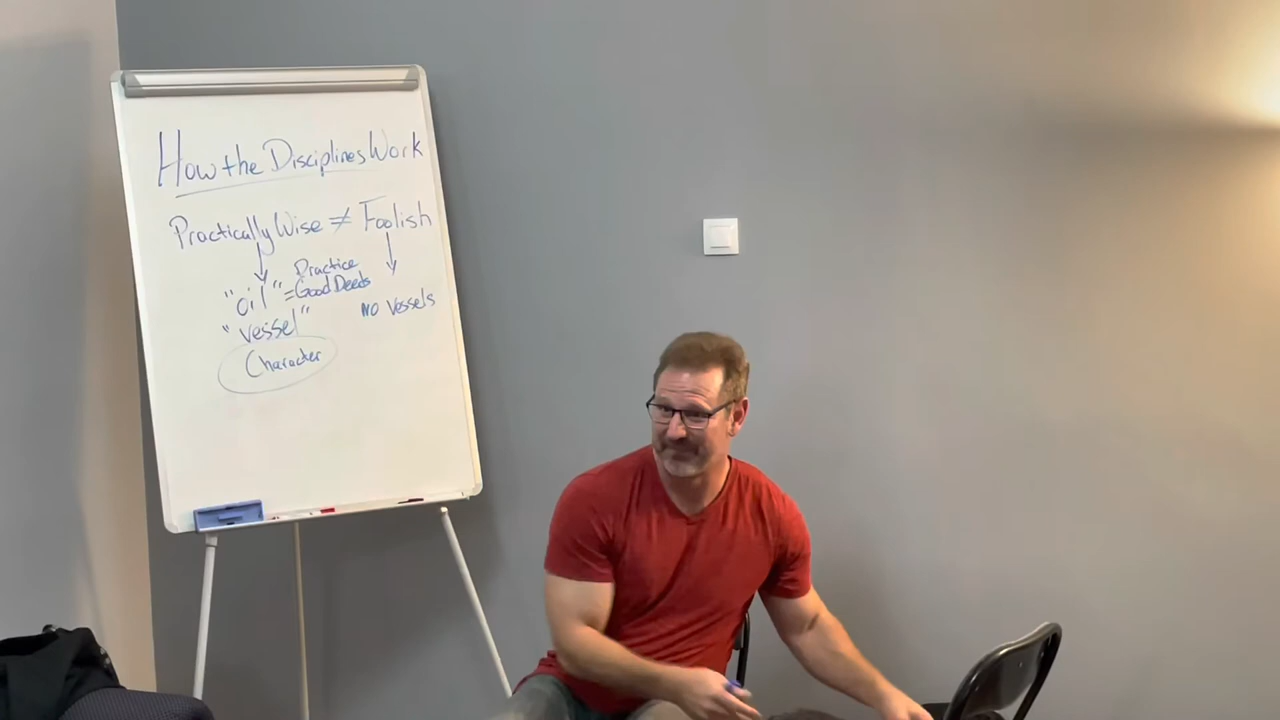 How the Disciplines Work
Practically Wise ≠ Foolish
Practice
"oil" = Good Deeds
"vessel"
NO Vessels
Character